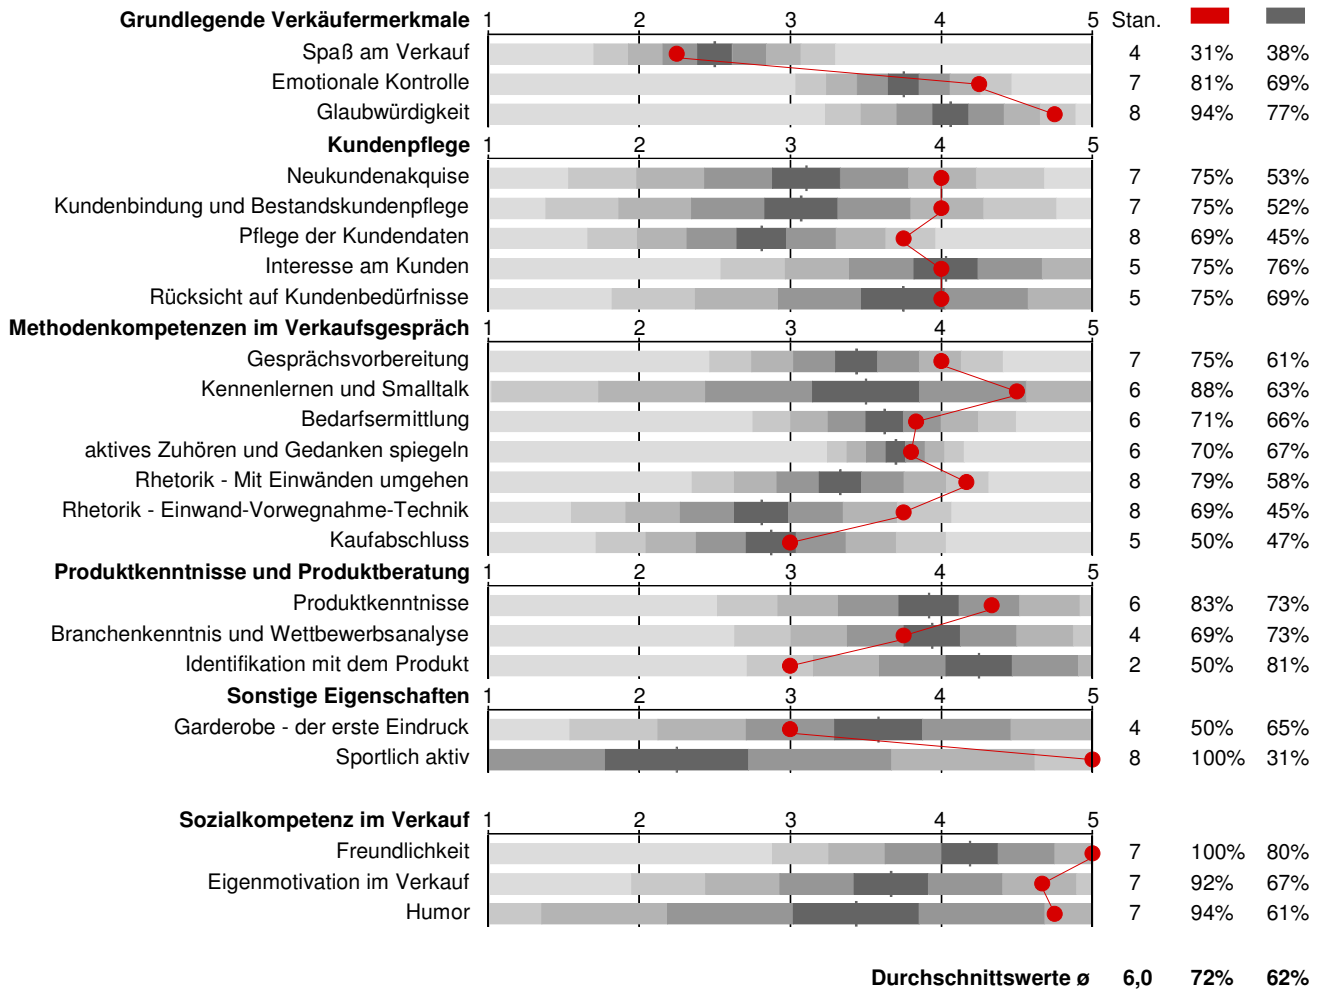 Grundlegende Verkäufermerkmale 1 2 3 4 5 Stan.
Spaß am Verkauf 4 31% 38%
Emotionale Kontrolle 7 81% 69%
Glaubwürdigkeit 8 94% 77%
Kundenpflege 1 2 3 4 5
Neukundenakquise 7 75% 53%
Kundenbindung und Bestandskundenpflege 7 75% 52%
Pflege der Kundendaten 8 69% 45%
Interesse am Kunden 5 75% 76%
Rücksicht auf Kundenbedürfnisse 5 75% 69%
Methodenkompetenzen im Verkaufsgespräch 1 2 3 4 5
Gesprächsvorbereitung 7 75% 61%
Kennenlernen und Smalltalk 6 88% 63%
Bedarfsermittlung 6 71% 66%
aktives Zuhören und Gedanken spiegeln 6 70% 67%
Rhetorik - Mit Einwänden umgehen 8 79% 58%
Rhetorik - Einwand-Vorwegnahme-Technik 8 69% 45%
Kaufabschluss 5 50% 47%
Produktkenntnisse und Produktberatung 1 2 3 4 5
Produktkenntnisse 6 83% 73%
Branchenkenntnis und Wettbewerbsanalyse 4 69% 73%
Identifikation mit dem Produkt 2 50% 81%
Sonstige Eigenschaften 1 2 3 4 5
Garderobe - der erste Eindruck 4 50% 65%
Sportlich aktiv 8 100% 31%
Sozialkompetenz im Verkauf 1 2 3 4 5
Freundlichkeit 7 100% 80%
Eigenmotivation im Verkauf 7 92% 67%
Humor 7 94% 61%
Durchschnittswerte ø 6,0 72% 62%